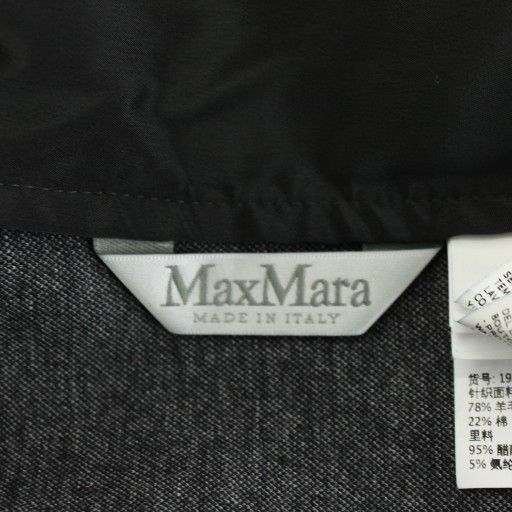 MaxMara
MADE IN ITALY
货号: 19
针织面料
78% 羊毛
22% 棉
里料
95% 醋
5% 氨纶